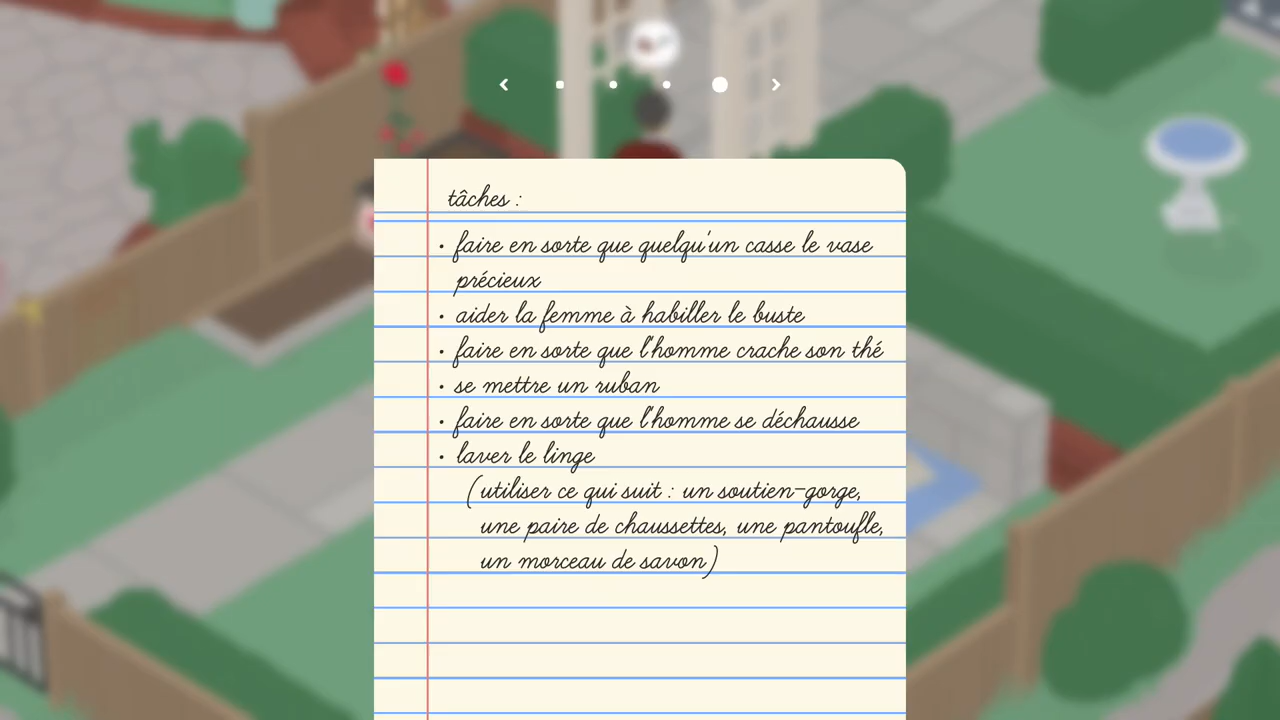 tâches :
• faire en sorte que quelqu'un casse le vase
précieux
• aider la femme à habiller le buste
• faire en sorte que l'homme crache son thé
• se mettre un ruban
• faire en sorte que l'homme se déchausse
• laver le linge
(utiliser ce qui suit : un soutien-gorge,
une paire de chaussettes, une pantoufle,
un morceau de savon)